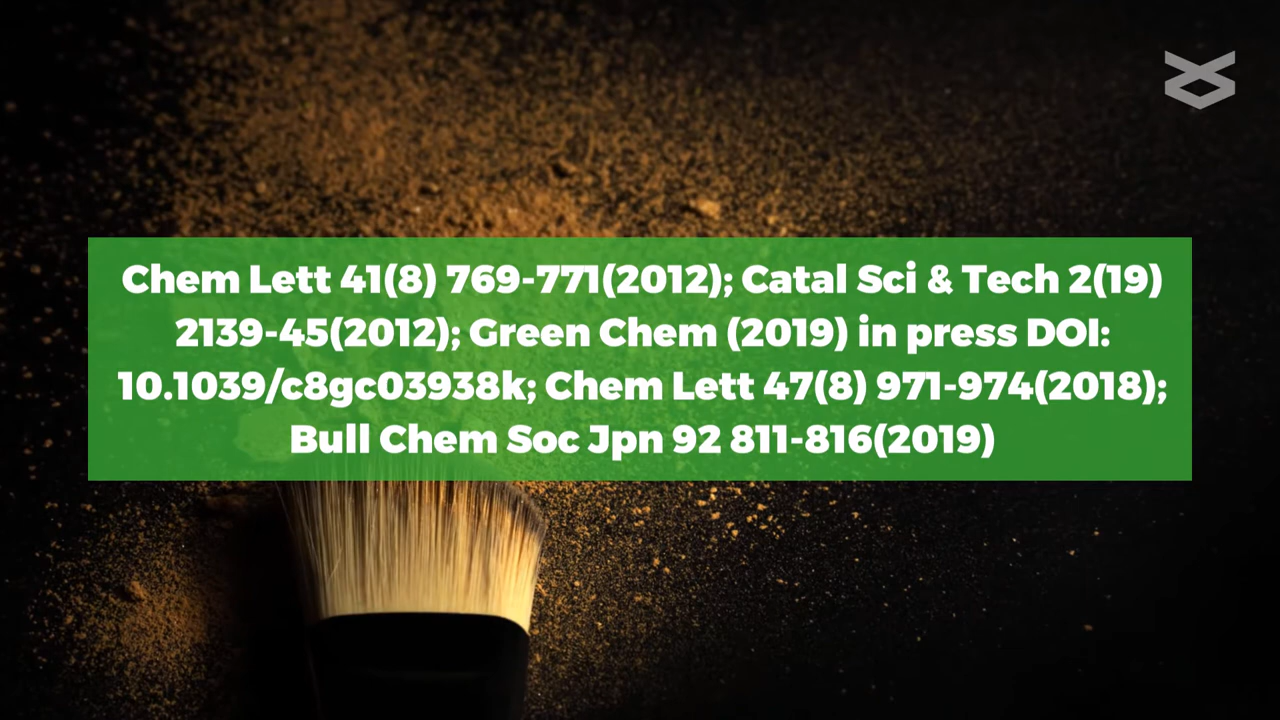 Chem Lett 41(8) 769-771(2012); Catal Sci & Tech 2(19)
2139-45(2012); Green Chem (2019) in press DOI:
10.1039/c8gc03938k; Chem Lett 47(8) 971-974(2018);
Bull Chem Soc Jpn 92 811-816(2019)